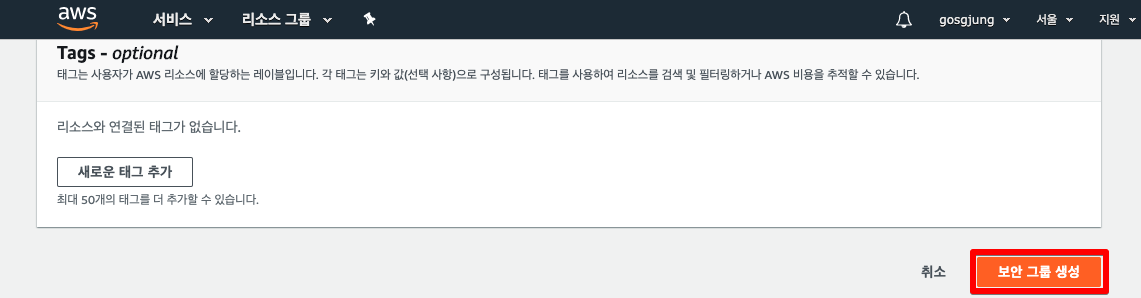 aws 서비스 리소스 그룹 gosgjung 서울 지원
Tags - optional
태그는 사용자가 AWS 리소스에 할당하는 레이블입니다. 각 태그는 키와 값(선택 사항)으로 구성됩니다. 태그를 사용하여 리소스를 검색 및 필터링하거나 AWS 비용을 추적할 수 있습니다.
리소스와 연결된 태그가 없습니다.
새로운 태그 추가
최대 50개의 태그를 더 추가할 수 있습니다.
취소 보안 그룹 생성